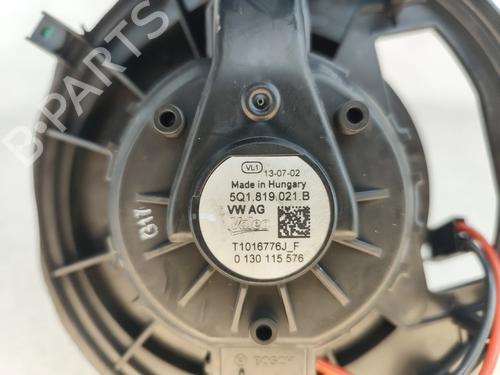 B-PARTS
VL1 13-07-02
Made in Hungary
5Q1.819.021.B
VW AG
Valeo
T1016776J_F
0 130 115 576
BOSCH